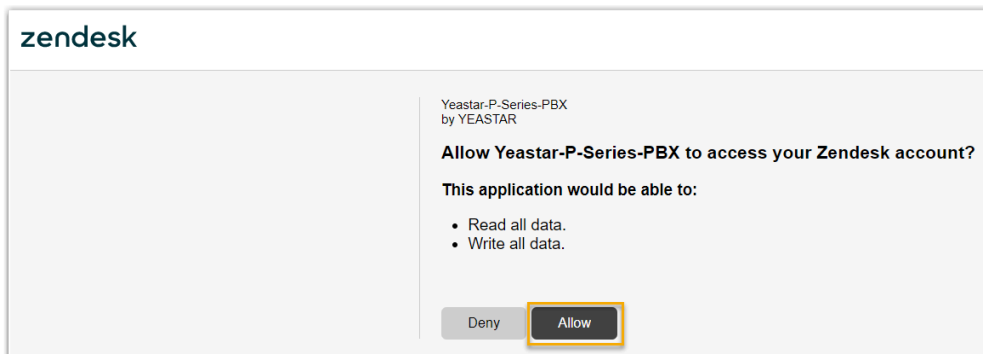 zendesk
Yeastar-P-Series-PBX
by YEASTAR
Allow Yeastar-P-Series-PBX to access your Zendesk account?
This application would be able to:
• Read all data.
• Write all data.
Deny
Allow